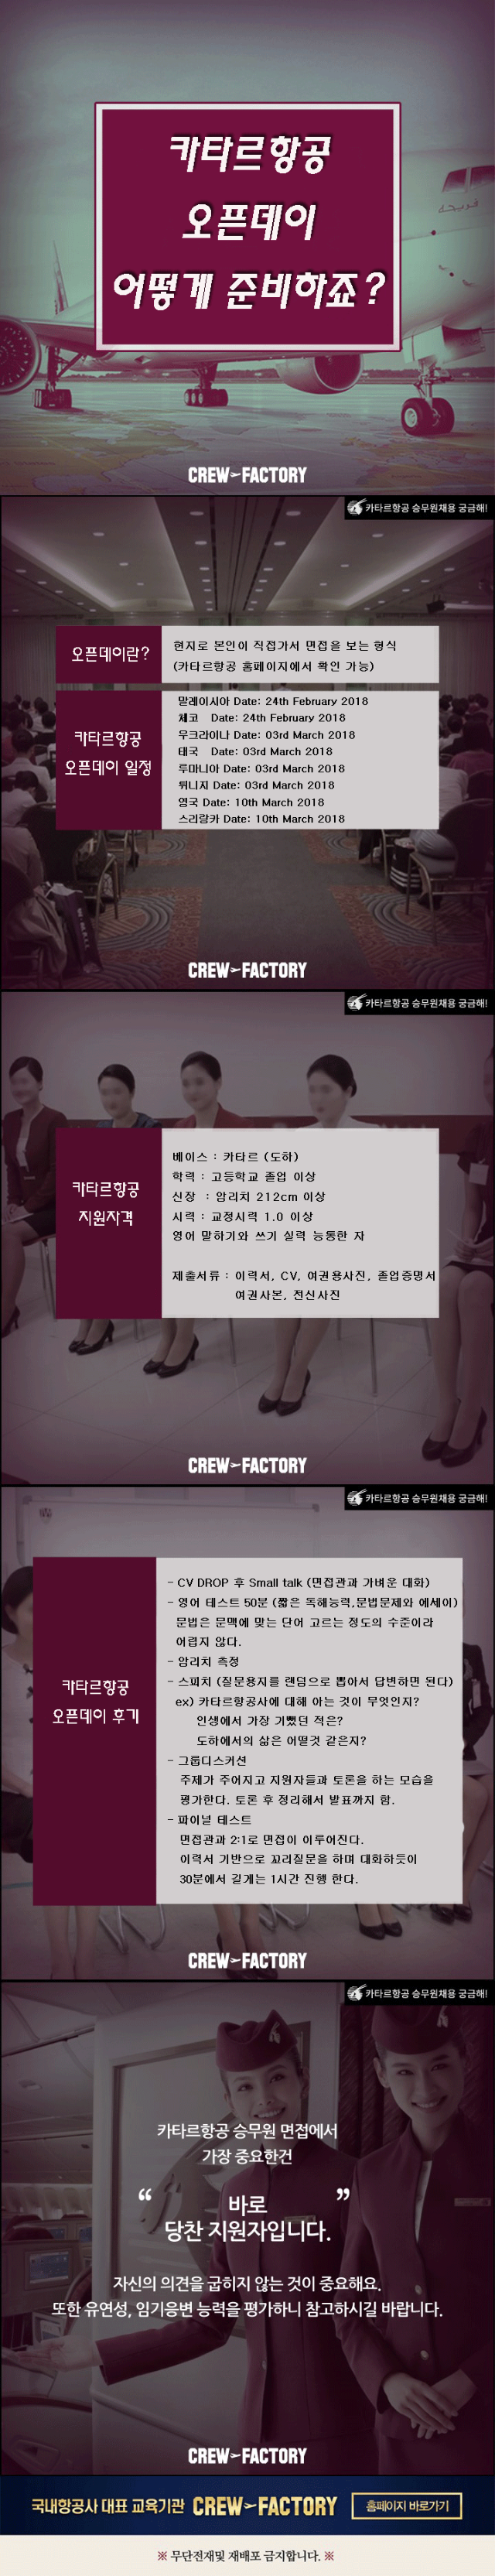 카타르항공
오픈데이
어떻게 준비하죠?
CREW FACTORY
카타르항공 승무원채용 궁금해!
오픈데이란?
현지로 본인이 직접가서 면접을 보는 형식
(카타르항공 홈페이지에서 확인 가능)
카타르항공
오픈데이 일정
말레이시아 Date: 24th February 2018
체코 Date: 24th February 2018
우크라이나 Date: 03rd March 2018
태국 Date: 03rd March 2018
루마니아 Date: 03rd March 2018
튀니지 Date: 03rd March 2018
영국 Date: 10th March 2018
스리랑카 Date: 10th March 2018
CREW FACTORY
카타르항공 승무원채용 궁금해!
카타르항공
지원자격
베이스 : 카타르 (도하)
학력 : 고등학교 졸업 이상
신장 : 암리치 212cm 이상
시력 : 교정시력 1.0 이상
영어 말하기와 쓰기 실력 능통한 자
제출서류 : 이력서, CV, 여권용사진, 졸업증명서
여권사본, 전신사진
CREW FACTORY
카타르항공 승무원채용 궁금해!
카타르항공
오픈데이 후기
- CV DROP 후 Small talk (면접관과 가벼운 대화)
- 영어 테스트 50분 (짧은 독해능력,문법문제와 에세이)
문법은 문맥에 맞는 단어 고르는 정도의 수준이라
어렵지 않다.
- 암리치 측정
- 스피치 (질문용지를 랜덤으로 뽑아서 답변하면 된다)
ex) 카타르항공사에 대해 아는 것이 무엇인지?
인생에서 가장 기뻤던 적은?
도하에서의 삶은 어떨것 같은지?
- 그룹디스커션
주제가 주어지고 지원자들과 토론을 하는 모습을
평가한다. 토론 후 정리해서 발표까지 함.
- 파이널 테스트
면접관과 2:1로 면접이 이루어진다.
이력서 기반으로 꼬리질문을 하며 대화하듯이
30분에서 길게는 1시간 진행 한다.
CREW FACTORY
카타르항공 승무원채용 궁금해!
카타르항공 승무원 면접에서
가장 중요한건
“ 바로 ”
당찬 지원자입니다.
자신의 의견을 굽히지 않는 것이 중요해요.
또한 유연성, 임기응변 능력을 평가하니 참고하시길 바랍니다.
CREW FACTORY
국내항공사 대표 교육기관 CREW FACTORY 홈페이지 바로가기
※ 무단전재및 재배포 금지합니다. ※